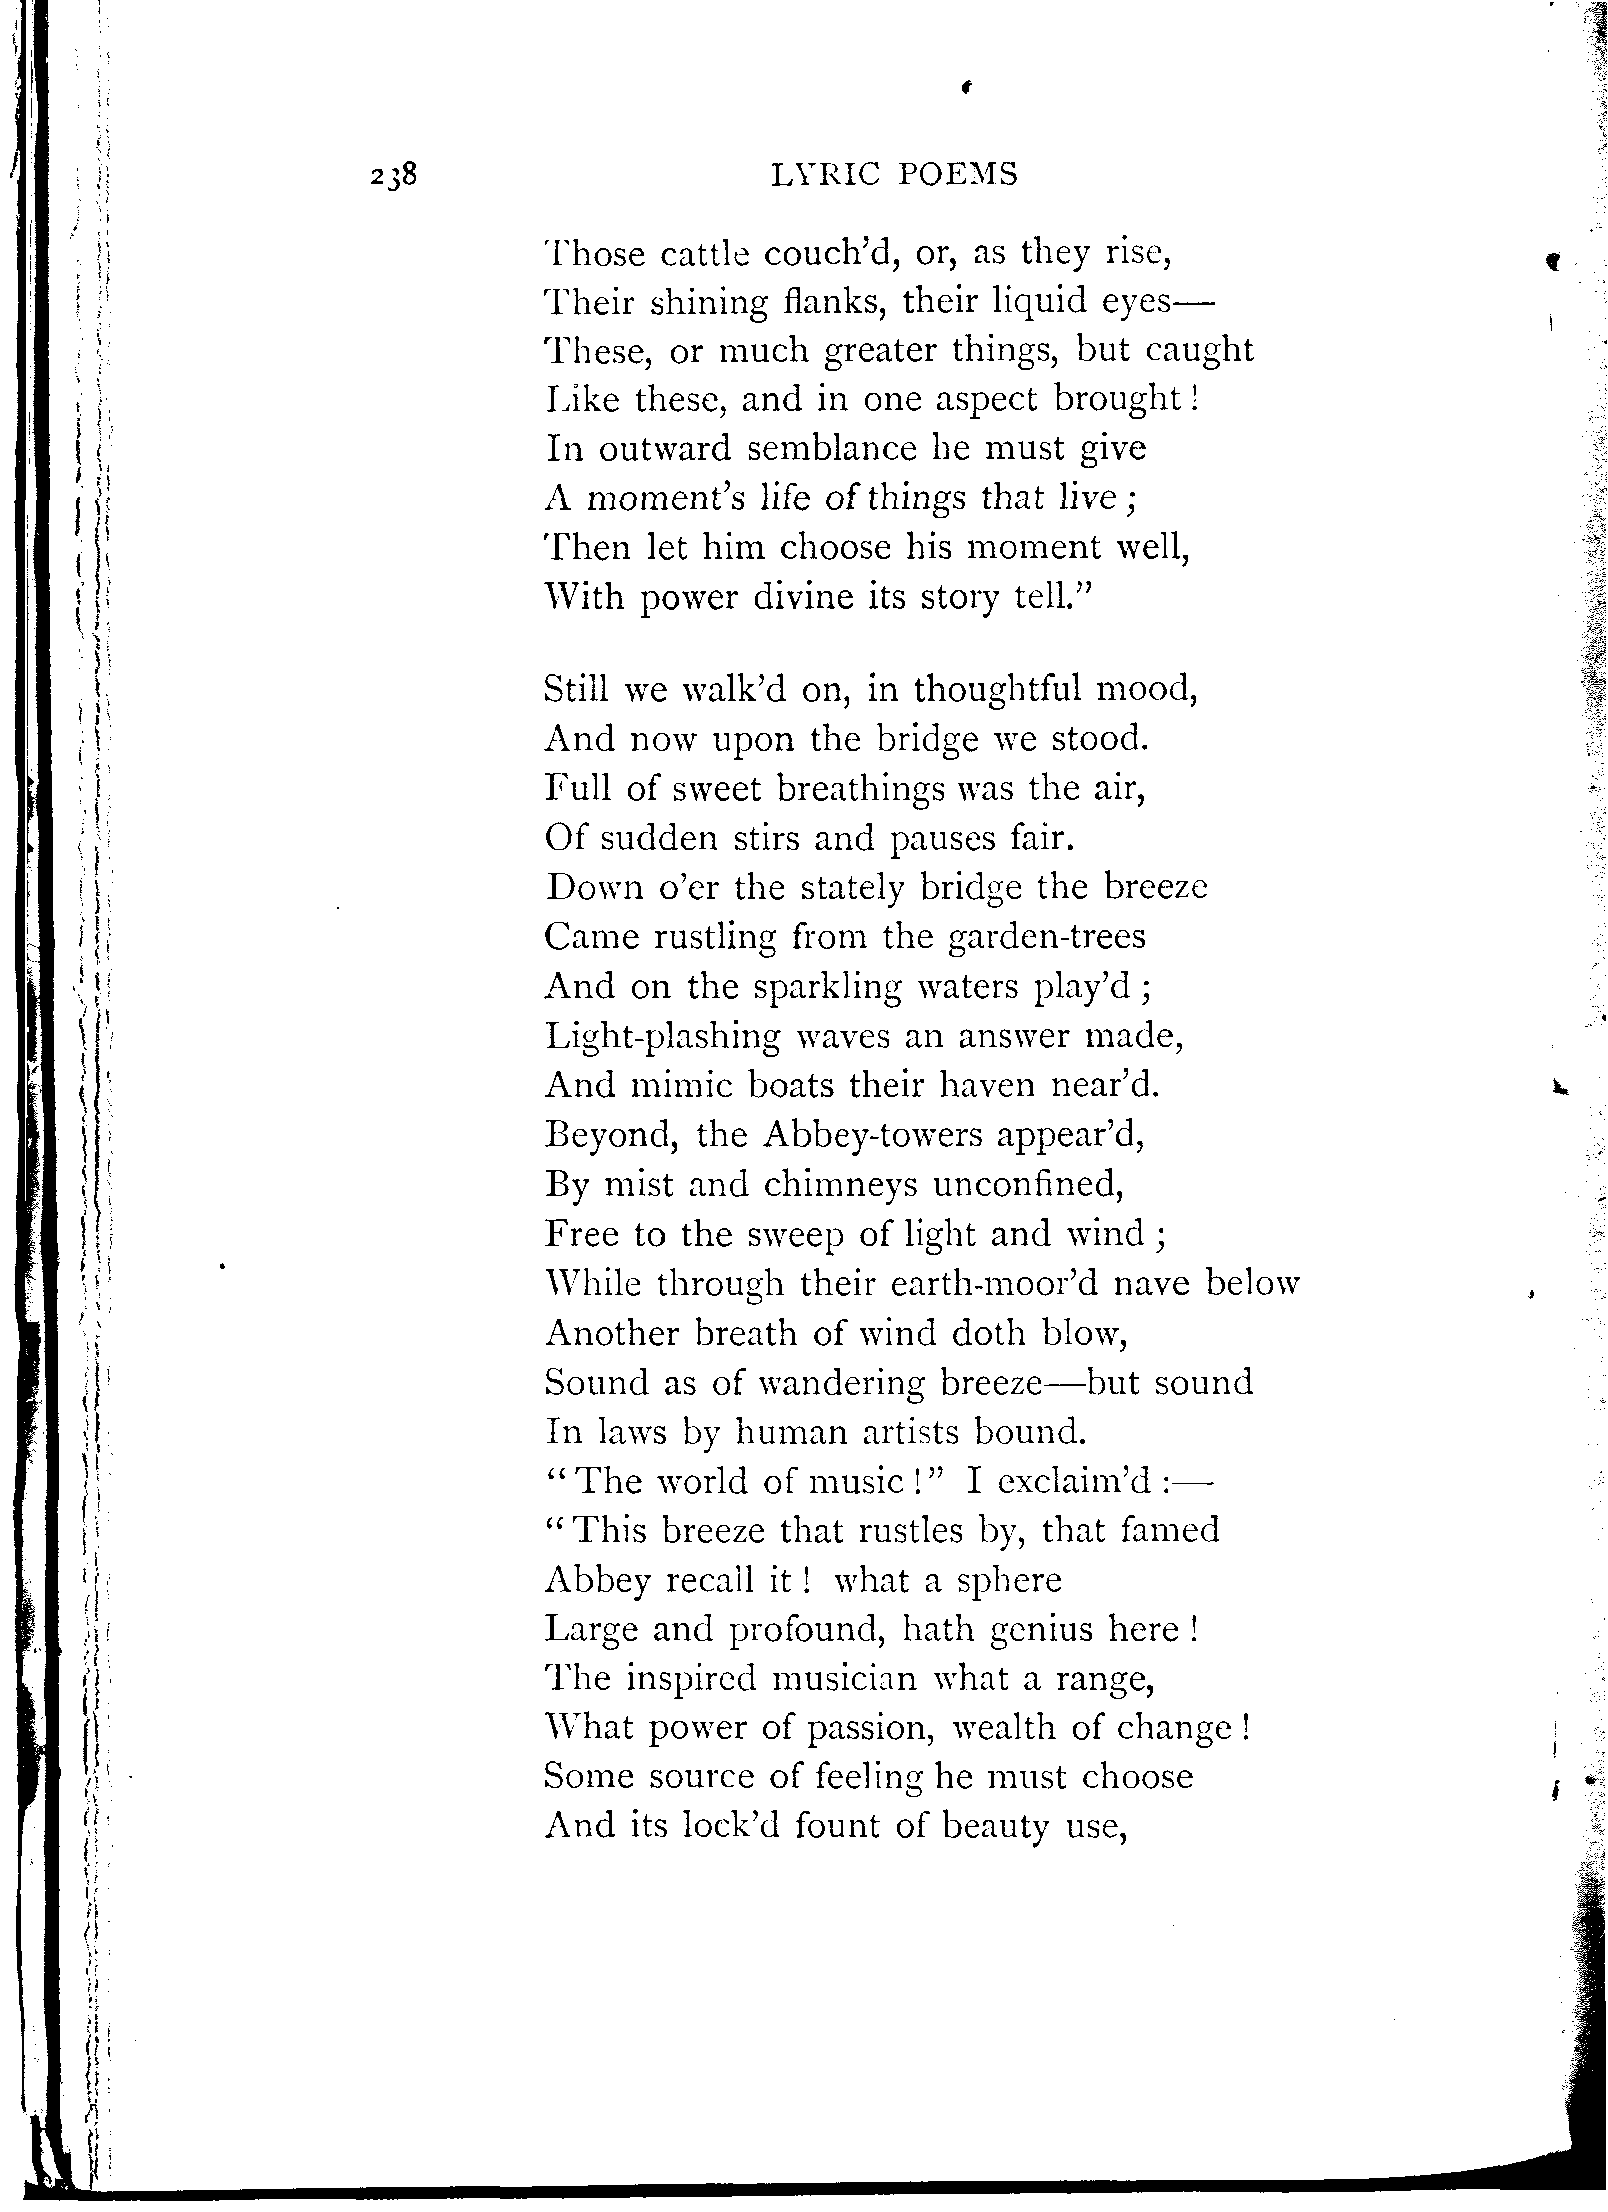 238 LYRIC POEMS
Those cattle couch'd, or, as they rise,
Their shining flanks, their liquid eyes—
These, or much greater things, but caught
Like these, and in one aspect brought!
In outward semblance he must give
A moment's life of things that live;
Then let him choose his moment well,
With power divine its story tell."
Still we walk'd on, in thoughtful mood,
And now upon the bridge we stood.
Full of sweet breathings was the air,
Of sudden stirs and pauses fair.
Down o'er the stately bridge the breeze
Came rustling from the garden-trees
And on the sparkling waters play'd;
Light-plashing waves an answer made,
And mimic boats their haven near'd.
Beyond, the Abbey-towers appear'd,
By mist and chimneys unconfined,
Free to the sweep of light and wind;
While through their earth-moor'd nave below
Another breath of wind doth blow,
Sound as of wandering breeze—but sound
In laws by human artists bound.
"The world of music!" I exclaim'd:—
"This breeze that rustles by, that famed
Abbey recall it! what a sphere
Large and profound, hath genius here!
The inspired musician what a range,
What power of passion, wealth of change!
Some source of feeling he must choose
And its lock'd fount of beauty use,